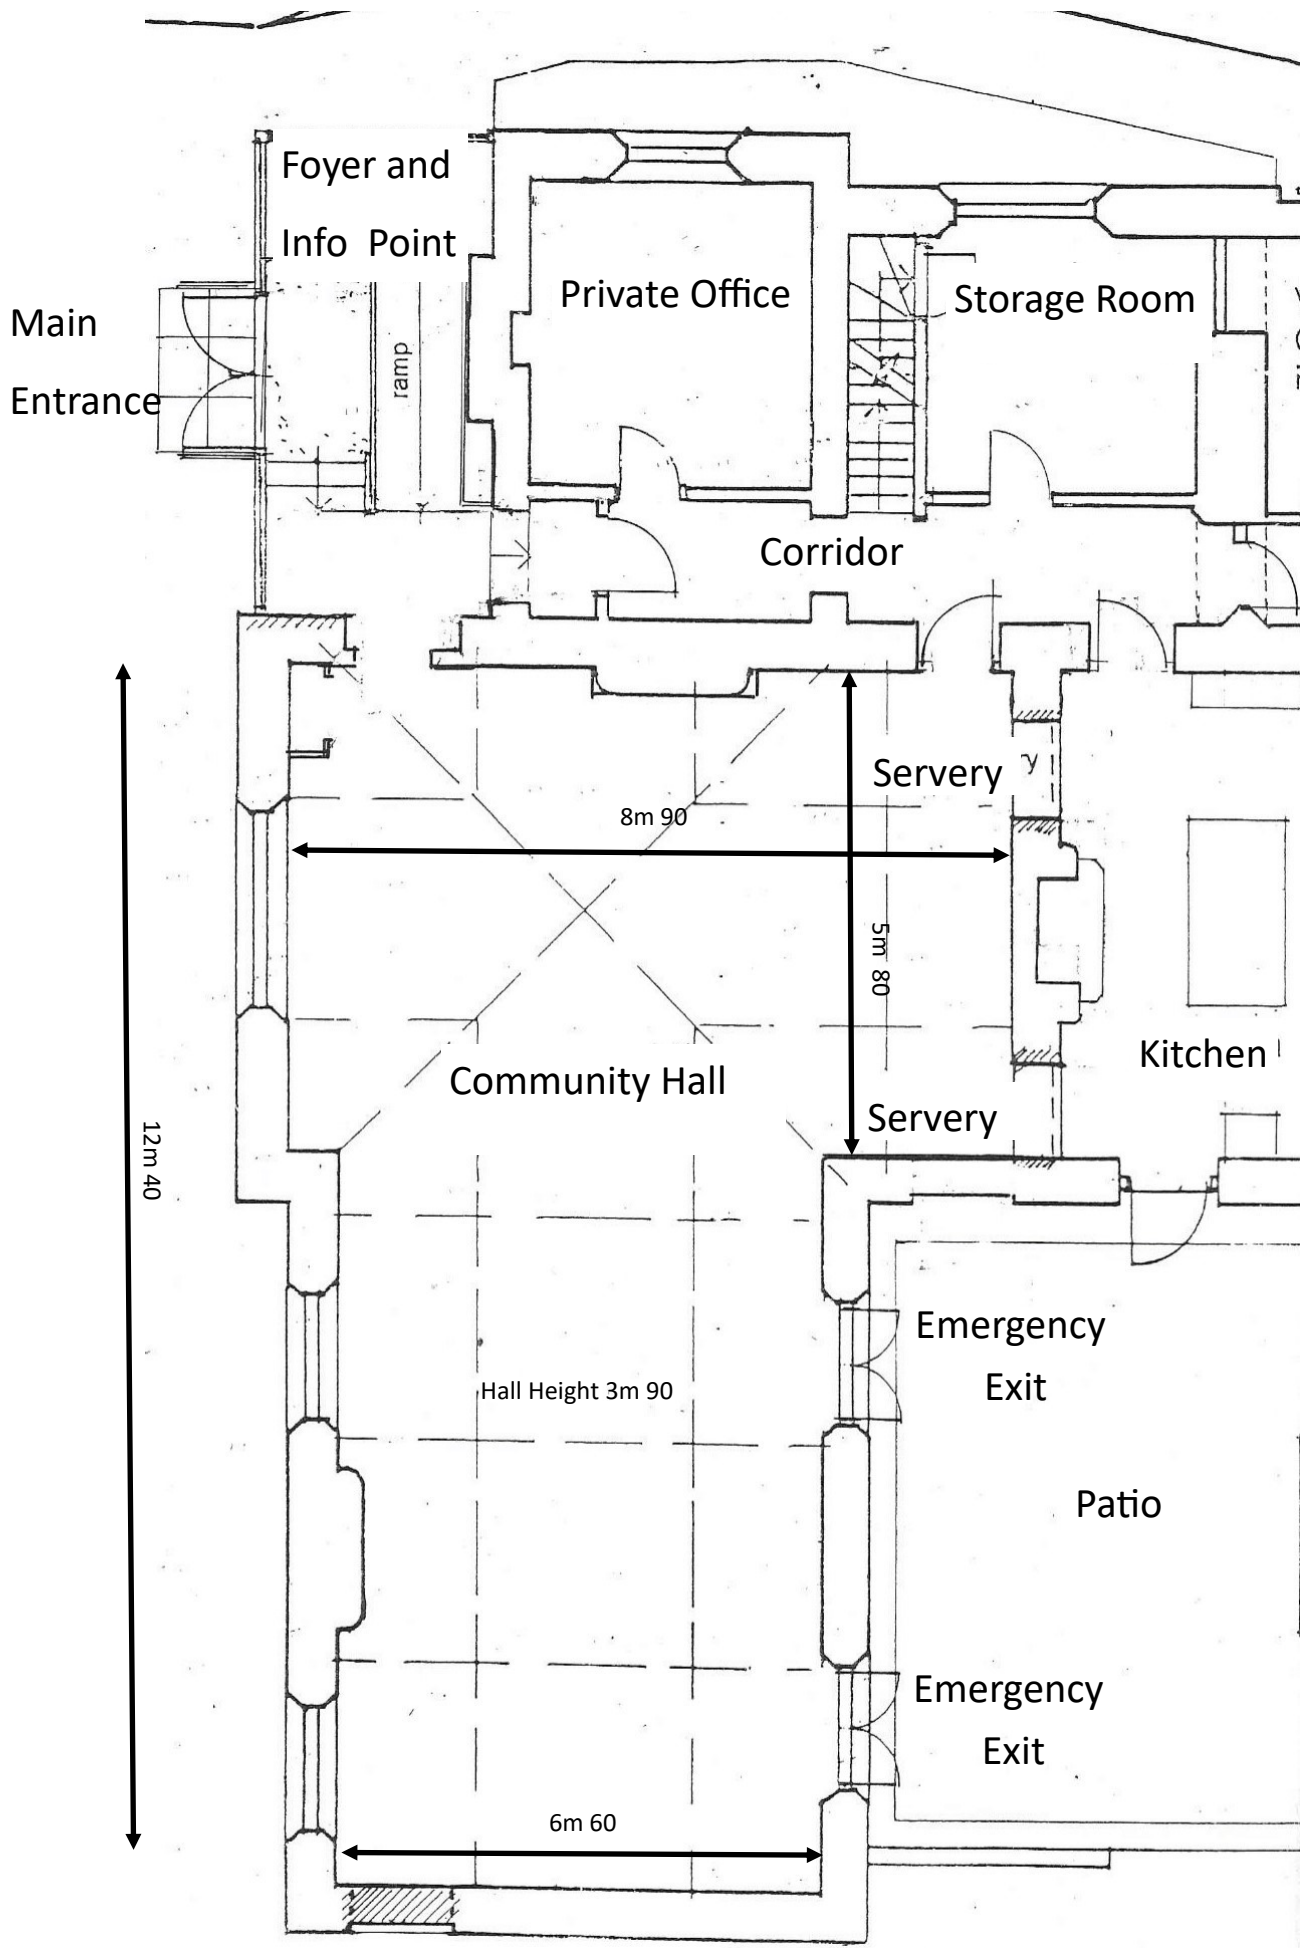 Foyer and
Info Point
Private Office
Storage Room
Main
Entrance
ramp
Corridor
Servery
8m 90
5m 80
Kitchen
Community Hall
Servery
12m 40
Emergency
Exit
Hall Height 3m 90
Patio
Emergency
Exit
6m 60